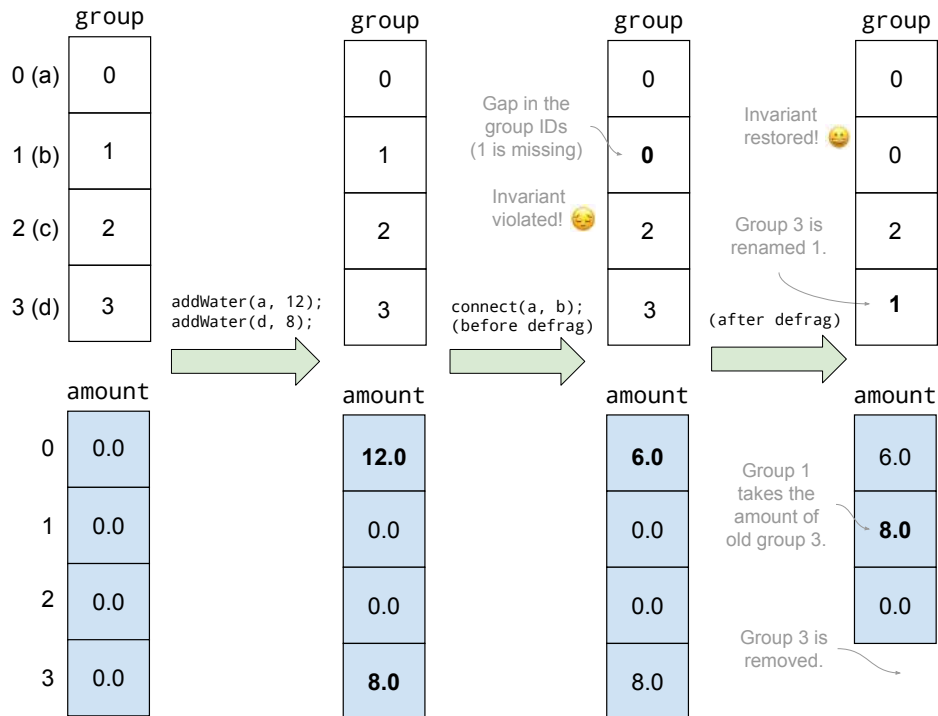 group
group
group
group
0 (a)
0
0
0
0
1 (b)
1
1
Gap in the
group IDs
(1 is missing)
0
Invariant
restored!
0
2 (c)
2
2
Invariant
violated!
2
2
3 (d)
3
addWater(a, 12);
addWater(d, 8);
3
connect(a, b);
(before defrag)
3
Group 3 is
renamed 1.
(after defrag)
1
amount
amount
amount
amount
0
0.0
12.0
6.0
6.0
1
0.0
0.0
0.0
Group 1
takes the
amount of
old group 3.
8.0
2
0.0
0.0
0.0
0.0
3
0.0
8.0
8.0
Group 3 is
removed.